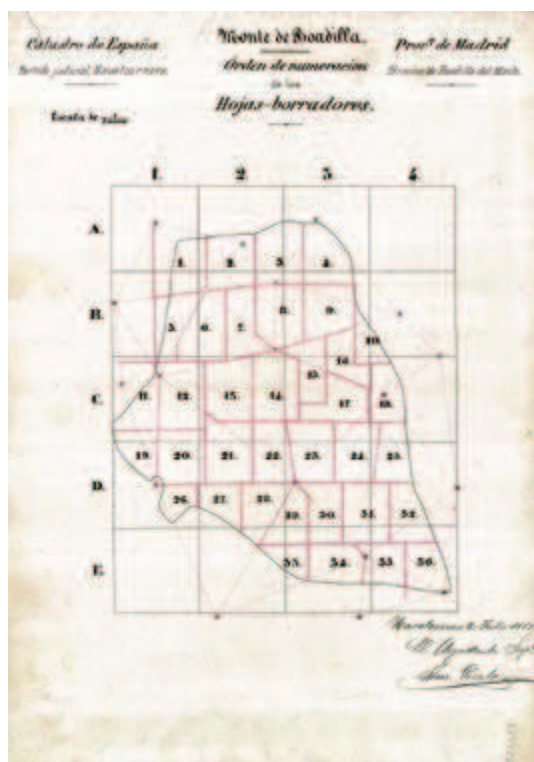 Catastro de España
Monte de Boadilla.
Orden de numeración
de las
Hojas-borradores.
Prov.ª de Madrid
Escala de
1. 2 3. 4.
A.
1. 2. 3. 4.
B.
5. 6. 7. 8. 9. 10.
C.
11. 12. 13. 14. 15. 16. 17. 18.
D.
19. 20. 21. 22. 23. 24. 25.
26. 27. 28. 29. 30. 31. 32.
E.
33. 34. 35. 36.